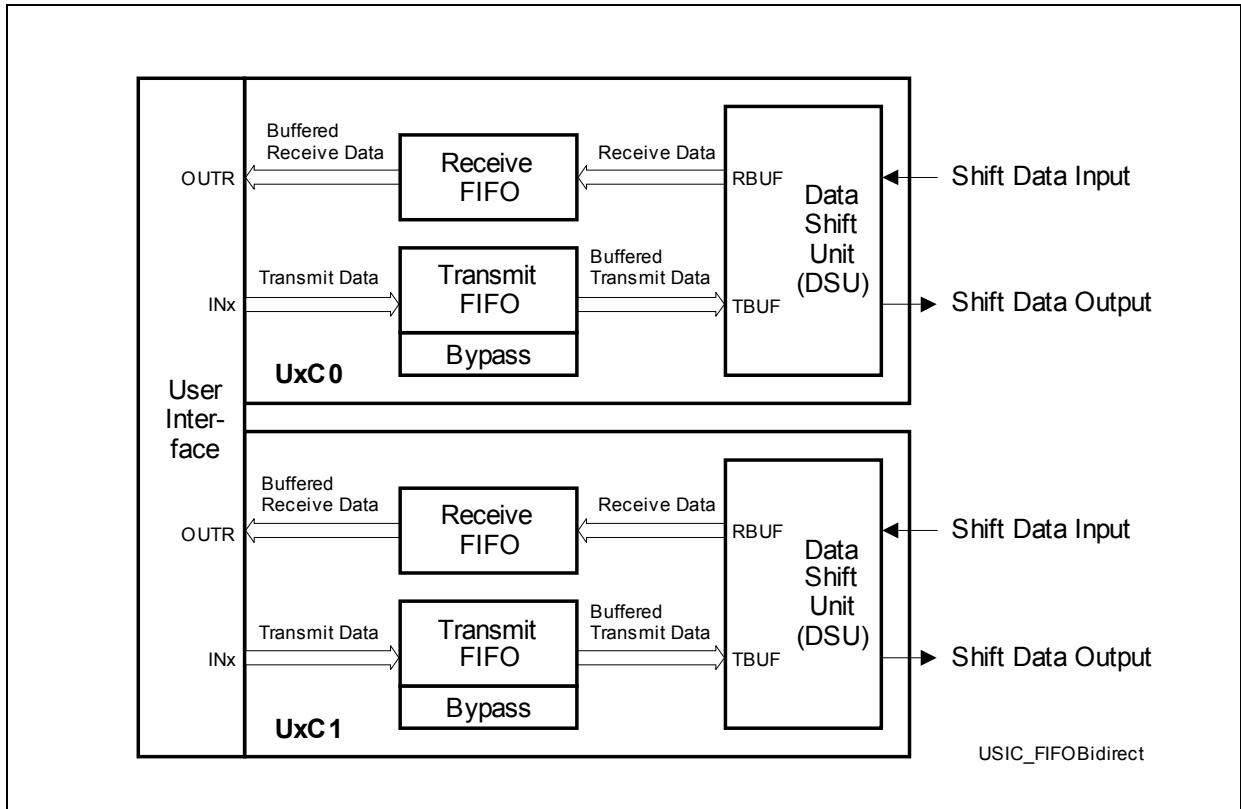 Buffered
Receive Data
Receive Data
OUTR
Receive
FIFO
RBUF
Shift Data Input
Data
Shift
Unit
(DSU)
Transmit Data
Transmit
FIFO
Buffered
Transmit Data
INx
TBUF
Shift Data Output
Bypass
UxC0
User
Inter-
face
Buffered
Receive Data
Receive Data
OUTR
Receive
FIFO
RBUF
Shift Data Input
Data
Shift
Unit
(DSU)
Transmit Data
Transmit
FIFO
Buffered
Transmit Data
INx
TBUF
Shift Data Output
Bypass
UxC1
USIC_FIFOBidirect